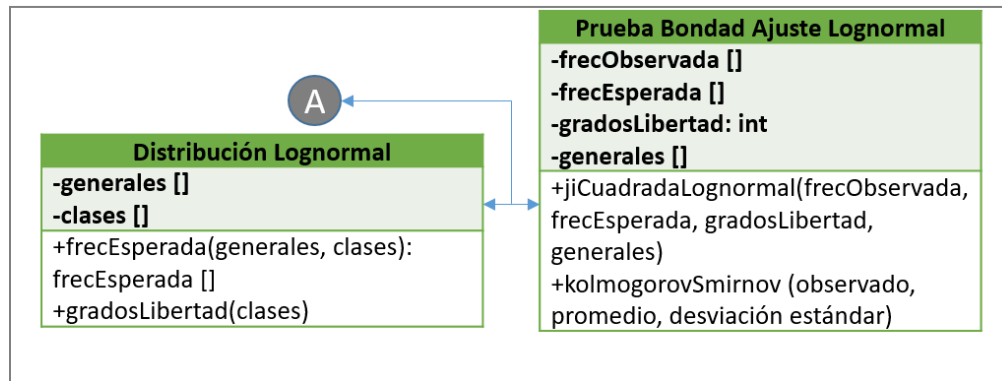 A
Distribución Lognormal
-generales []
-clases []
+frecEsperada(generales, clases):
frecEsperada []
+gradosLibertad(clases)
Prueba Bondad Ajuste Lognormal
-frecObservada []
-frecEsperada []
-gradosLibertad: int
-generales []
+jiCuadradaLognormal(frecObservada,
frecEsperada, gradosLibertad,
generales)
+kolmogorovSmirnov (observado,
promedio, desviación estándar)